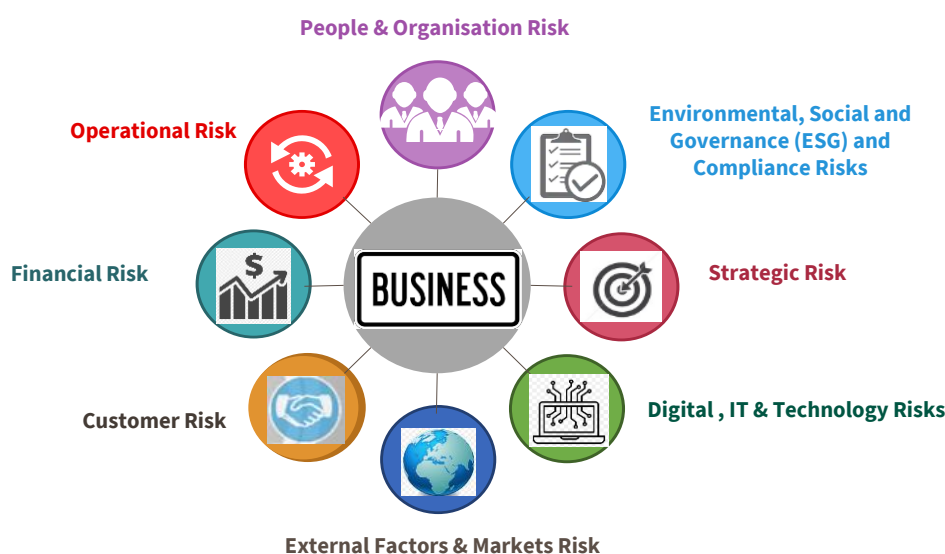 People & Organisation Risk
Operational Risk
Environmental, Social and
Governance (ESG) and
Compliance Risks
$
Financial Risk
BUSINESS
Strategic Risk
Customer Risk
Digital , IT & Technology Risks
External Factors & Markets Risk